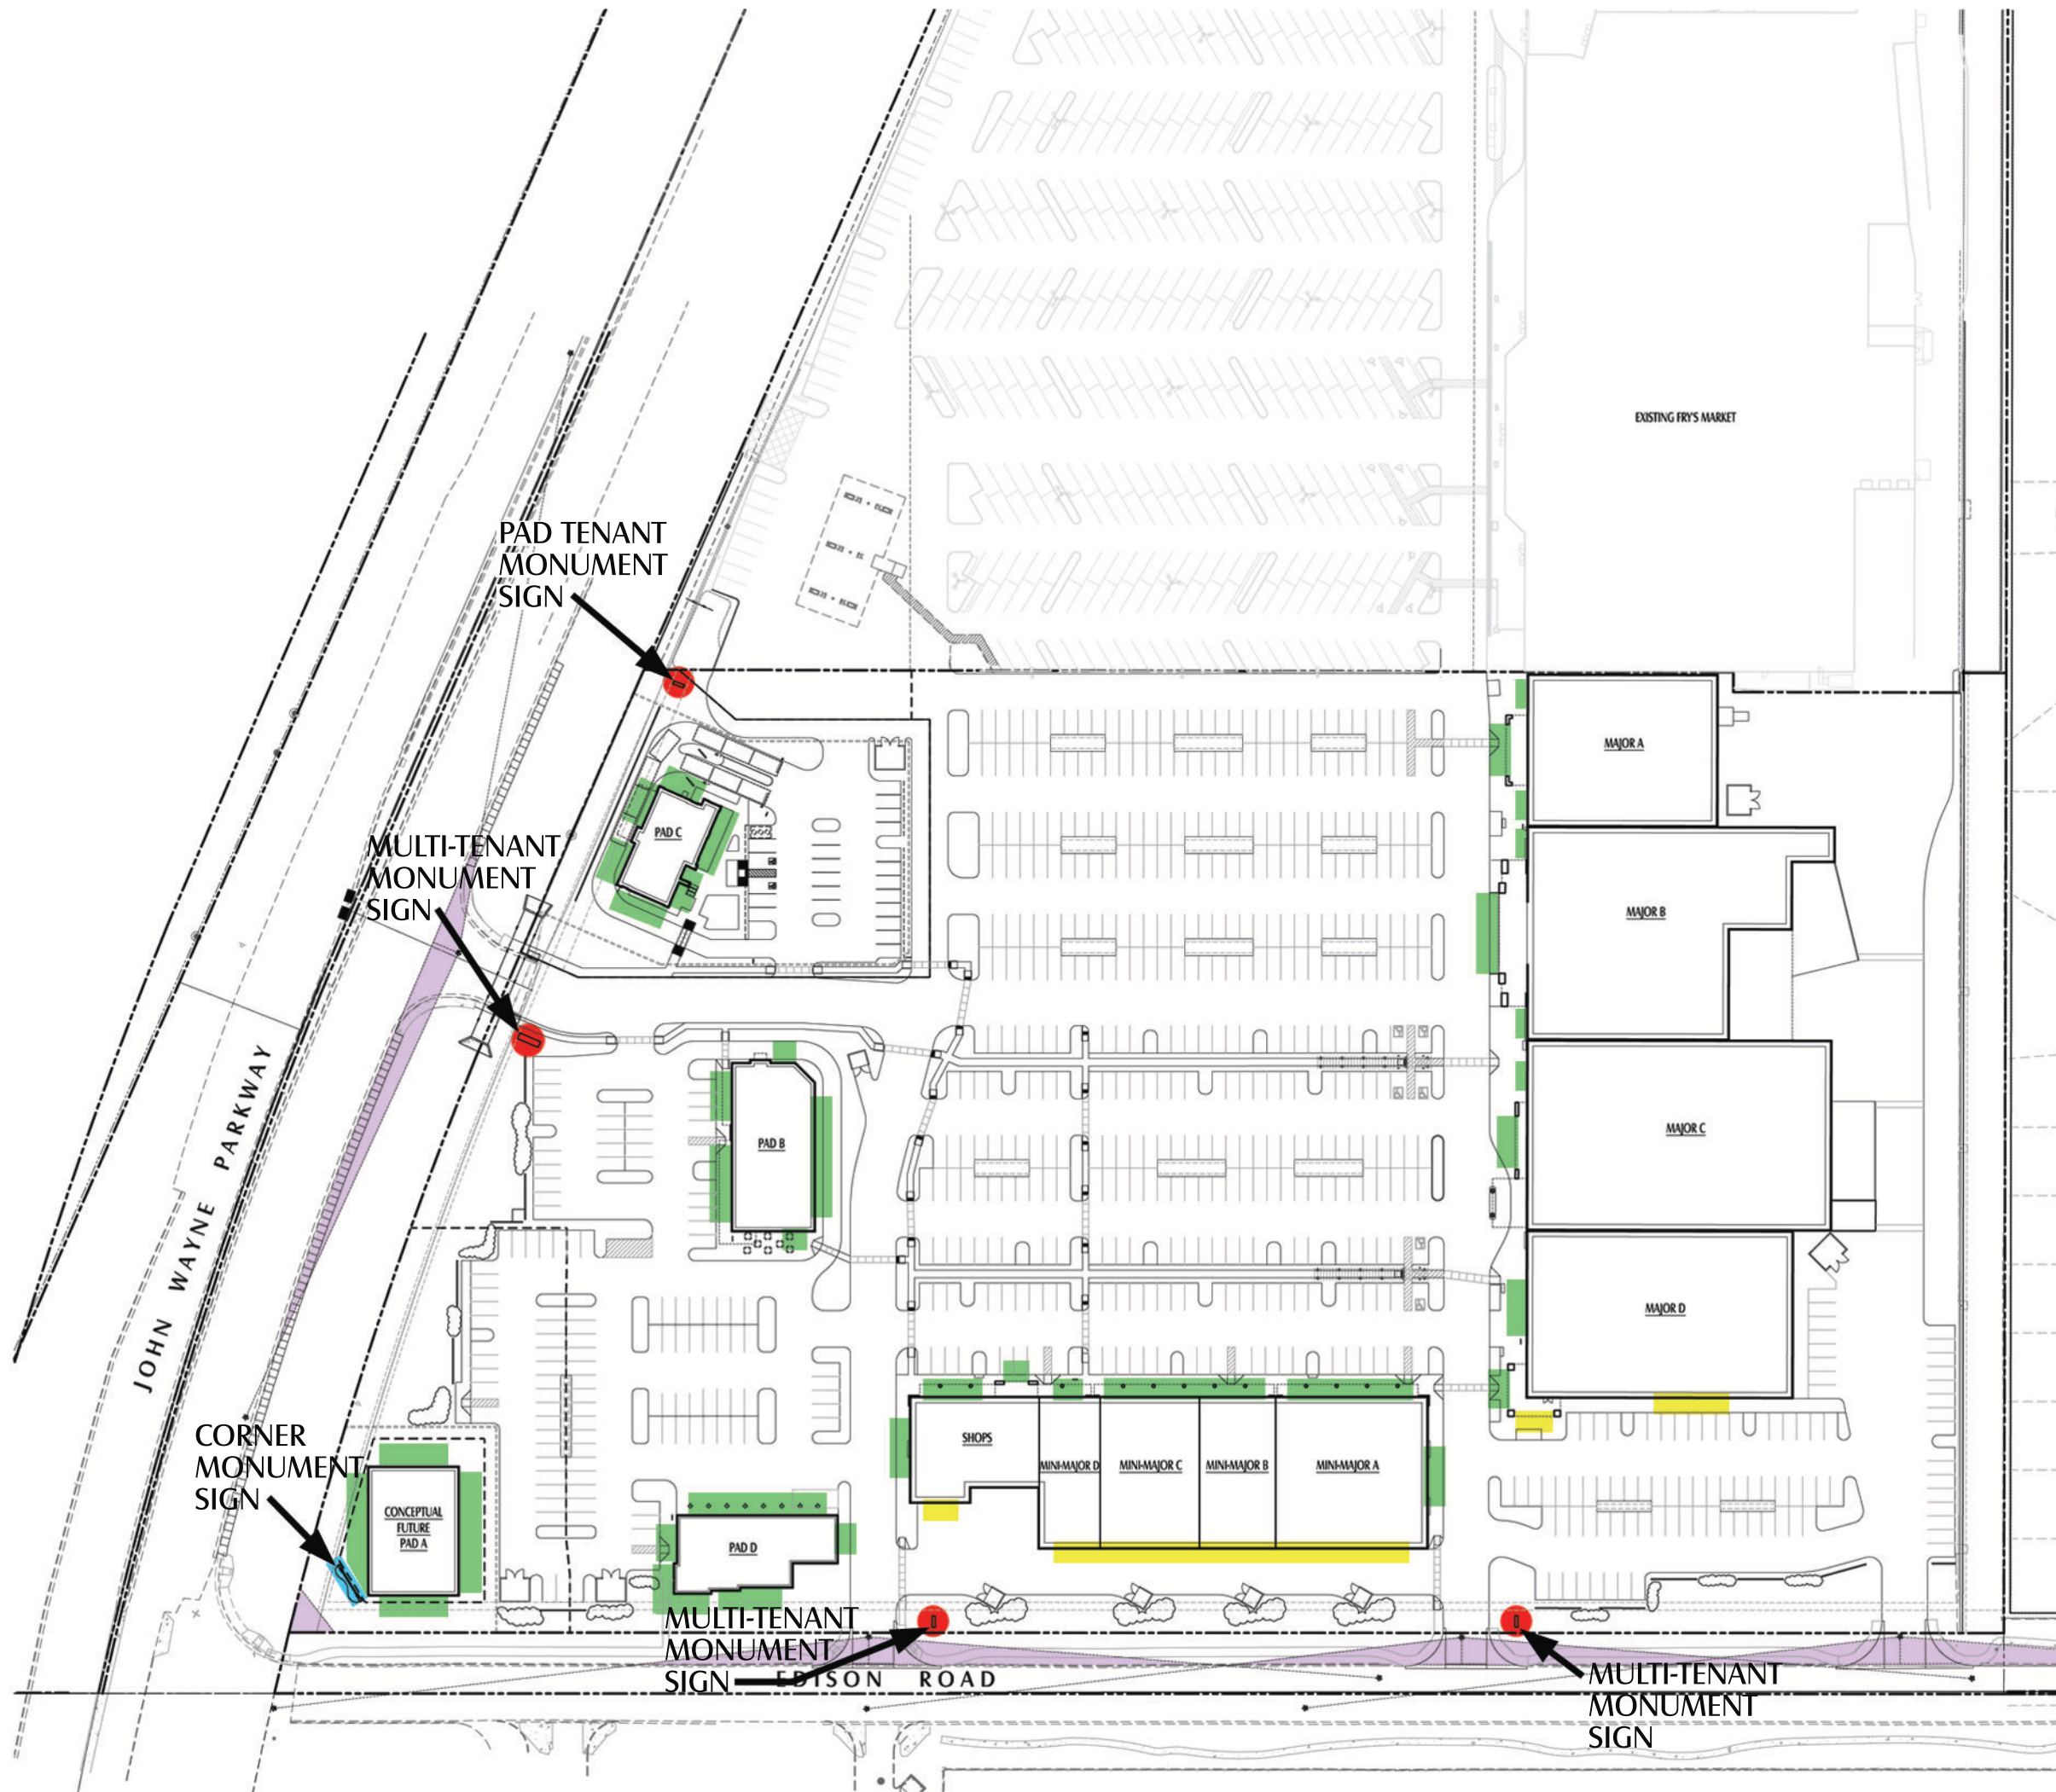 EXISTING FRY'S MARKET
PAD TENANT
MONUMENT
SIGN
MAJOR A
PAD C
MULTI-TENANT
MONUMENT
SIGN
MAJOR B
JOHN WAYNE PARKWAY
PAD B
MAJOR C
MAJOR D
CORNER
MONUMENT
SIGN
SHOPS
MINI-MAJOR D
MINI-MAJOR C
MINI-MAJOR B
MINI-MAJOR A
CONCEPTUAL
FUTURE
PAD A
PAD D
MULTI-TENANT
MONUMENT
SIGN
EDISON ROAD
MULTI-TENANT
MONUMENT
SIGN